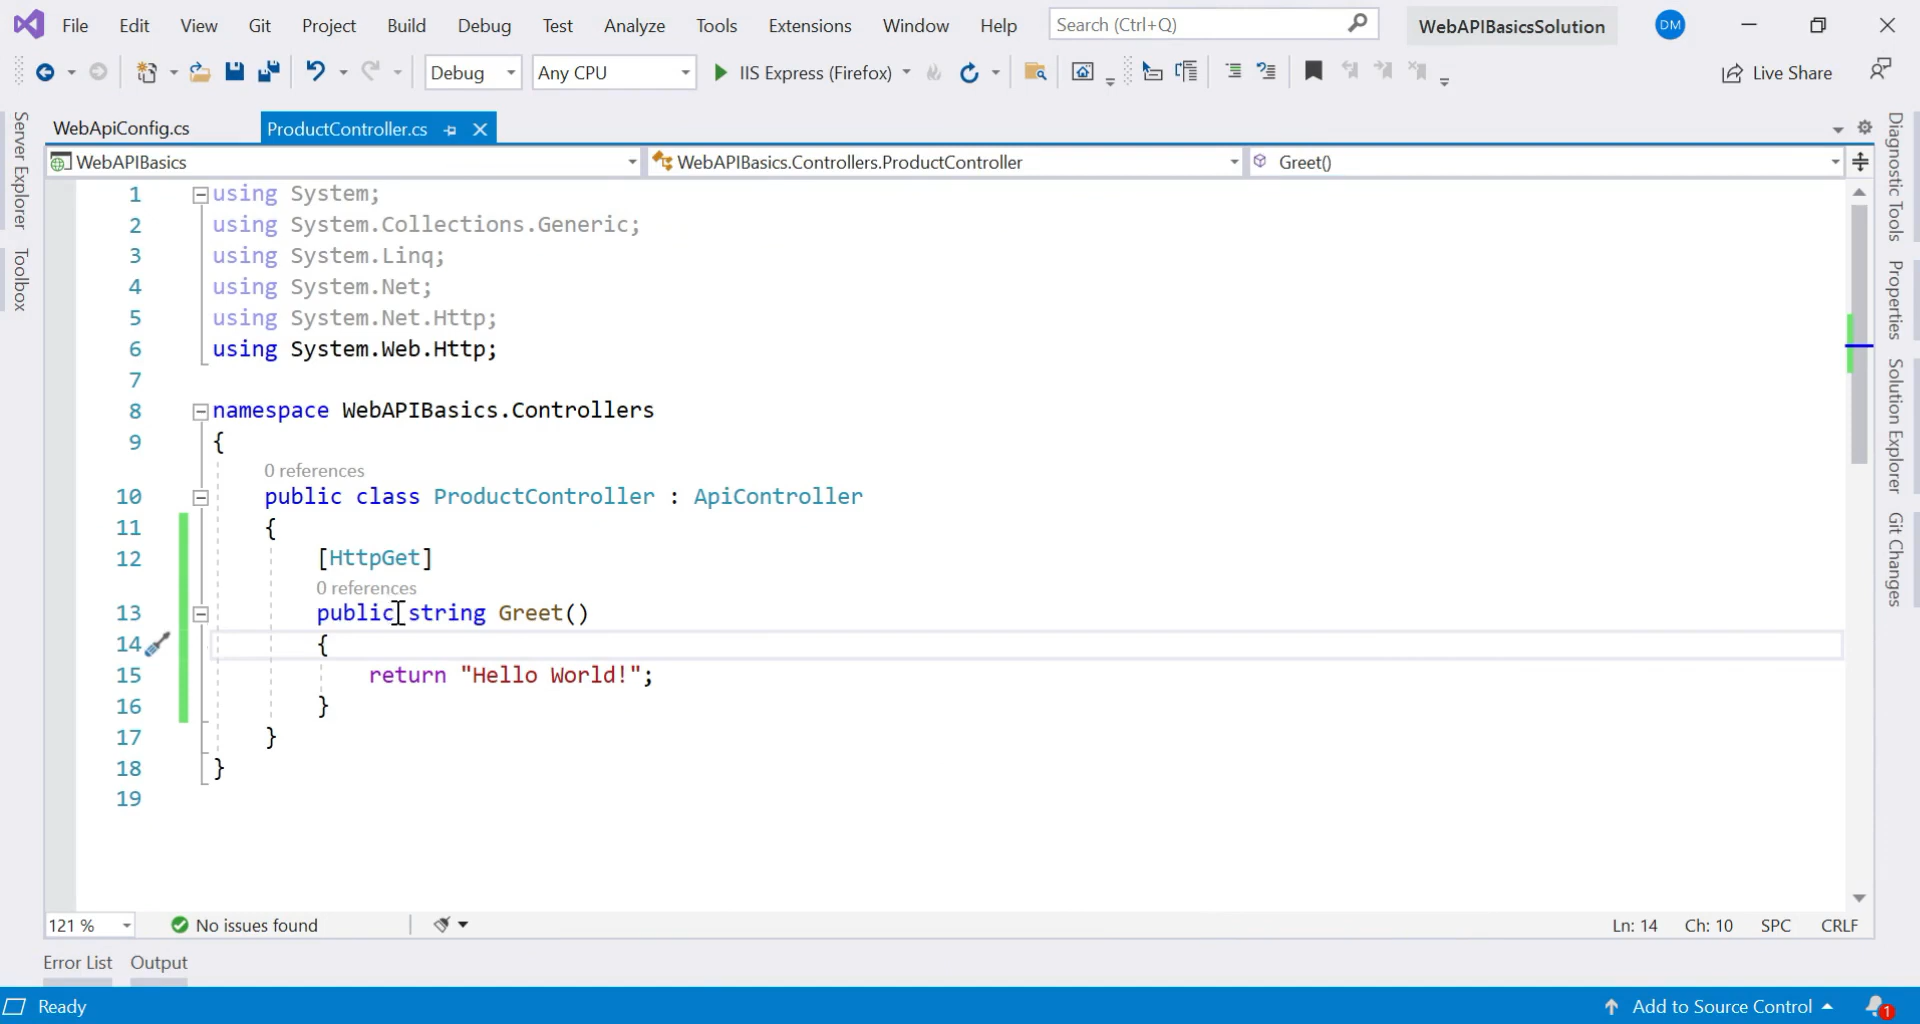 File Edit View Git Project Build Debug Test Analyze Tools Extensions Window Help Search (Ctrl+Q) WebAPIBasicsSolution DM
Debug Any CPU IIS Express (Firefox) Live Share
Server Explorer
Toolbox
WebApiConfig.cs ProductController.cs
WebAPIBasics WebAPIBasics.Controllers.ProductController Greet()
1 using System;
2 using System.Collections.Generic;
3 using System.Linq;
4 using System.Net;
5 using System.Net.Http;
6 using System.Web.Http;
7
8 namespace WebAPIBasics.Controllers
9 {
0 references
10 public class ProductController : ApiController
11 {
12 [HttpGet]
0 references
13 public string Greet()
14 {
15 return "Hello World!";
16 }
17 }
18 }
19
Diagnostic Tools
Properties
Solution Explorer
Git Changes
121 % No issues found Ln: 14 Ch: 10 SPC CRLF
Error List Output
Ready Add to Source Control 1